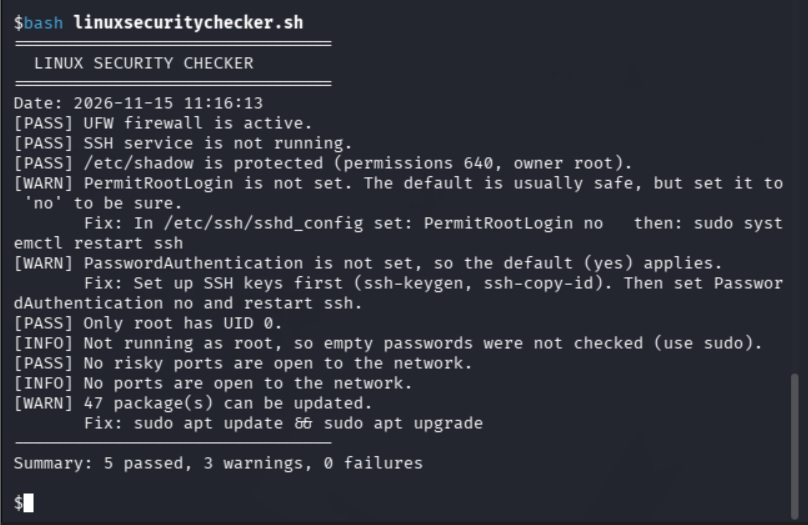 $bash linuxsecuritychecker.sh
LINUX SECURITY CHECKER
Date: 2026-11-15 11:16:13
[PASS] UFW firewall is active.
[PASS] SSH service is not running.
[PASS] /etc/shadow is protected (permissions 640, owner root).
[WARN] PermitRootLogin is not set. The default is usually safe, but set it to
 'no' to be sure.
       Fix: In /etc/ssh/sshd_config set: PermitRootLogin no   then: sudo syst
emctl restart ssh
[WARN] PasswordAuthentication is not set, so the default (yes) applies.
       Fix: Set up SSH keys first (ssh-keygen, ssh-copy-id). Then set Passwor
dAuthentication no and restart ssh.
[PASS] Only root has UID 0.
[INFO] Not running as root, so empty passwords were not checked (use sudo).
[PASS] No risky ports are open to the network.
[INFO] No ports are open to the network.
[WARN] 47 package(s) can be updated.
       Fix: sudo apt update && sudo apt upgrade
Summary: 5 passed, 3 warnings, 0 failures
$